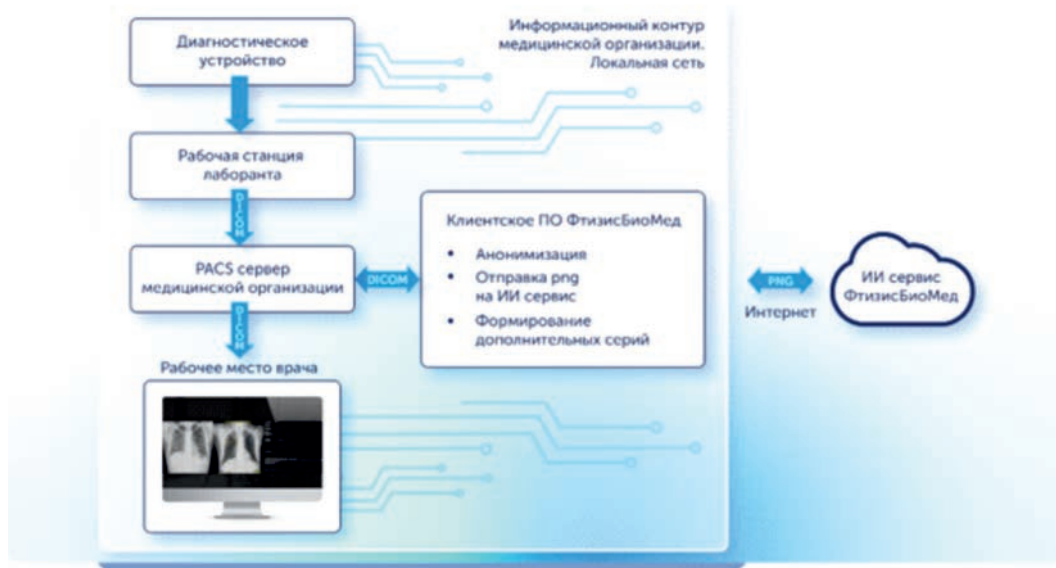 Информационный контур
медицинской организации.
Локальная сеть
Диагностическое
устройство
Рабочая станция
лаборанта
DICOM
PACS сервер
медицинской организации
DICOM
DICOM
Клиентское ПО ФтизисБиоМед
• Анонимизация
• Отправка png
на ИИ сервис
• Формирование
дополнительных серий
PNG
Интернет
ИИ сервис
ФтизисБиоМед
Рабочее место врача